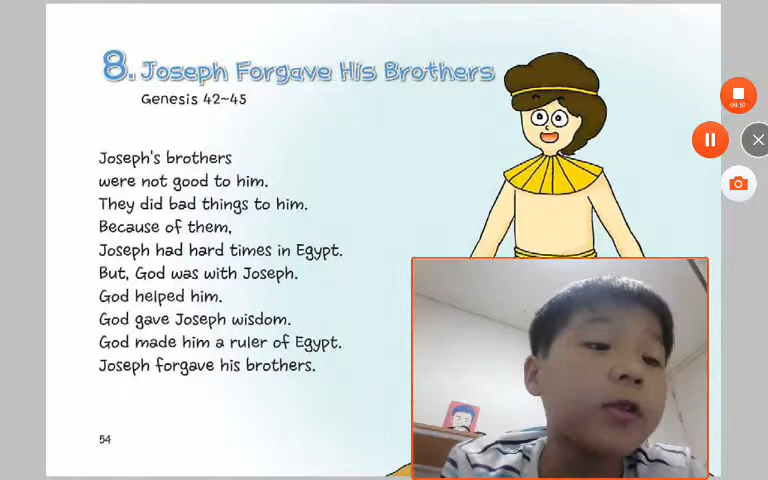 8. Joseph Forgave His Brothers
Genesis 42~45
Joseph's brothers
were not good to him.
They did bad things to him.
Because of them,
Joseph had hard times in Egypt.
But, God was with Joseph.
God helped him.
God gave Joseph wisdom.
God made him a ruler of Egypt.
Joseph forgave his brothers.
54